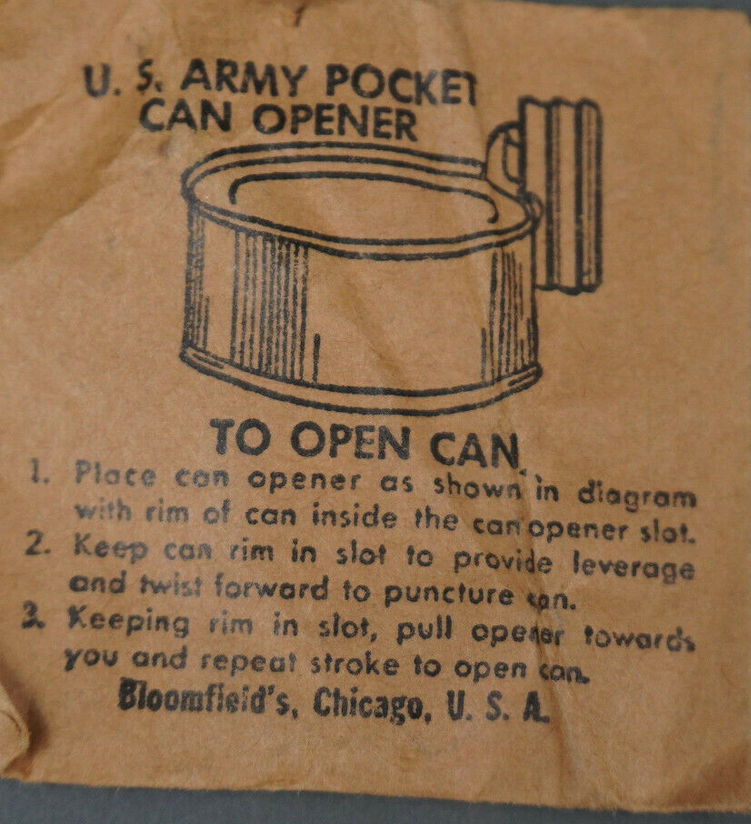 U. S. ARMY POCKET
CAN OPENER
TO OPEN CAN
1. Place can opener as shown in diagram
with rim of can inside the can opener slot.
2. Keep can rim in slot to provide leverage
and twist forward to puncture can.
3. Keeping rim in slot, pull opener towards
you and repeat stroke to open can.
Bloomfield's, Chicago, U. S. A.